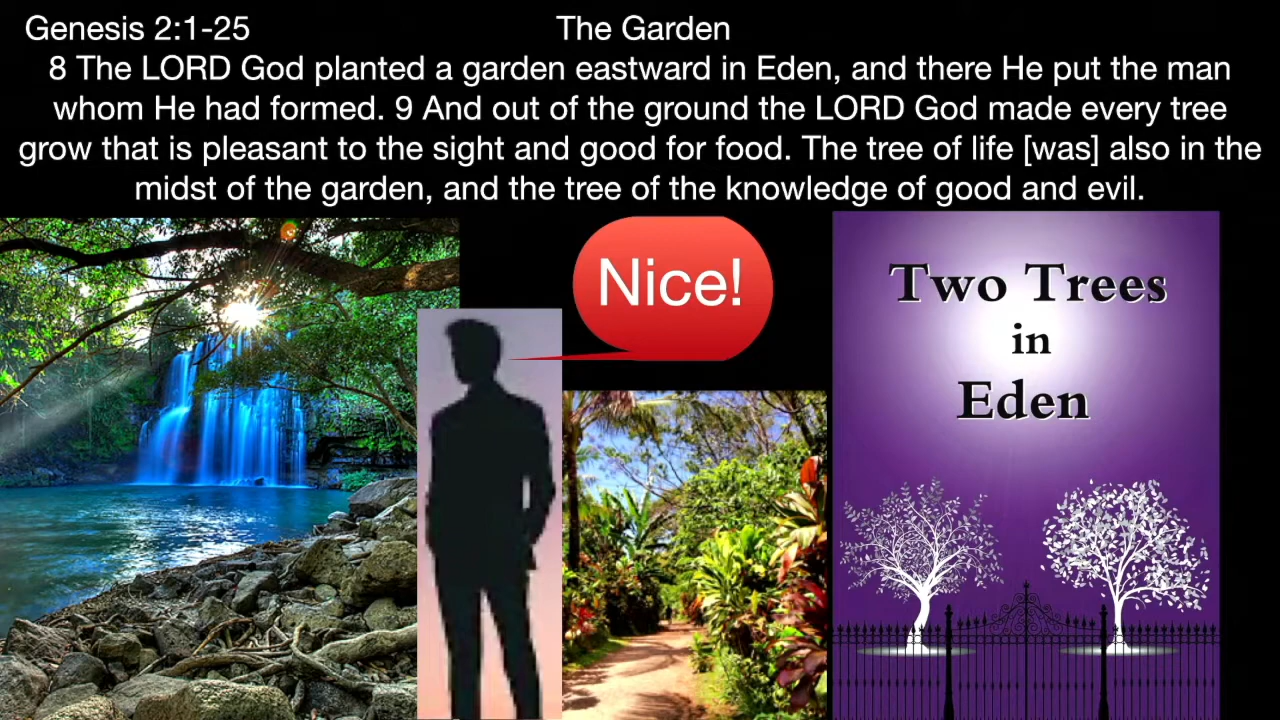 Genesis 2:1-25
The Garden
8 The LORD God planted a garden eastward in Eden, and there He put the man
whom He had formed. 9 And out of the ground the LORD God made every tree
grow that is pleasant to the sight and good for food. The tree of life [was] also in the
midst of the garden, and the tree of the knowledge of good and evil.
Nice!
Two Trees
in
Eden